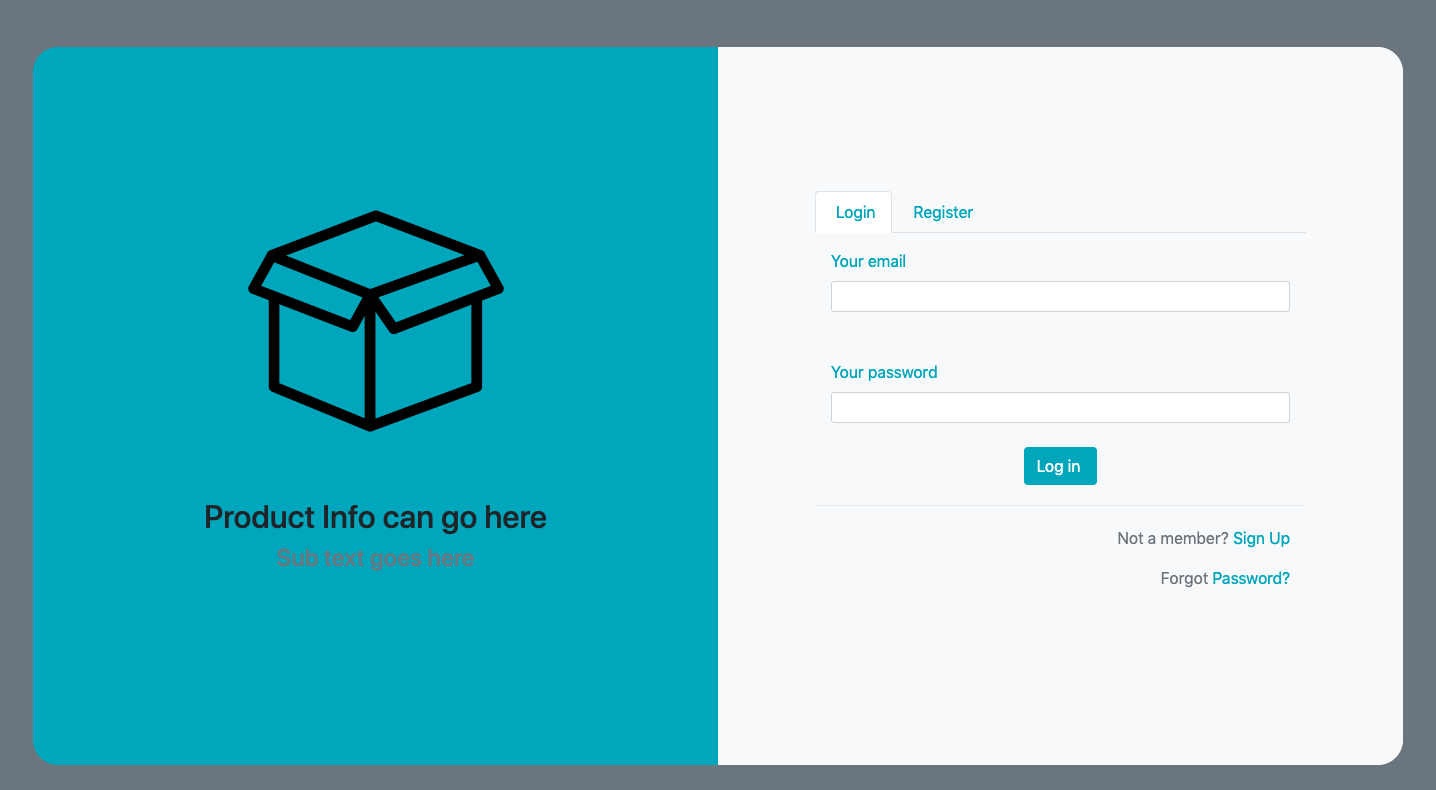 Product Info can go here
Sub text goes here
Login Register
Your email
Your password
Log in
Not a member? Sign Up
Forgot Password?